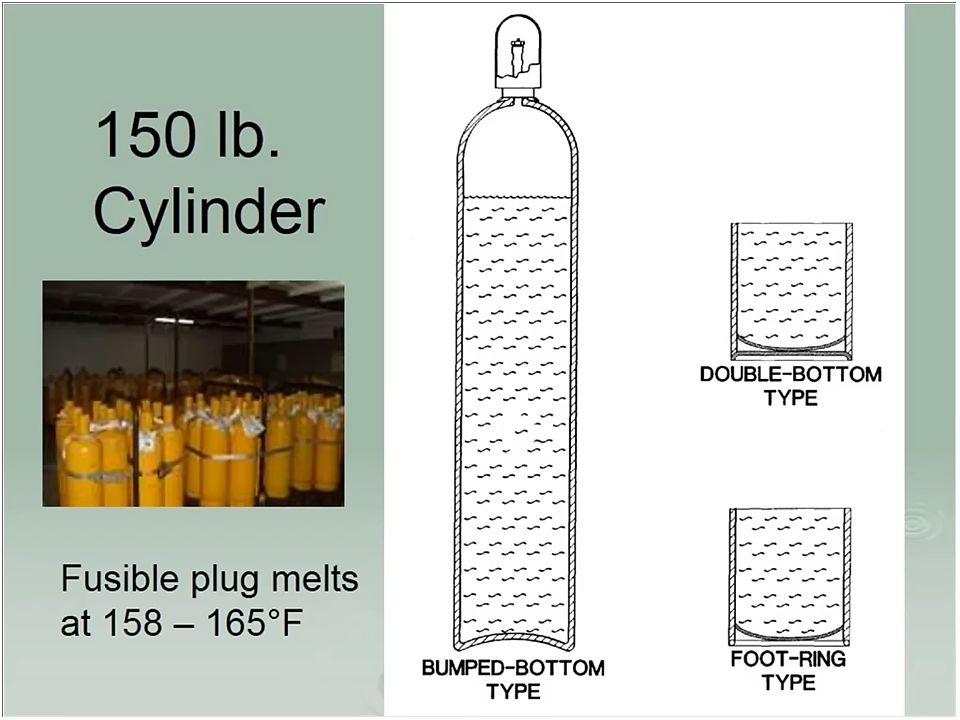 150 lb.
Cylinder
Fusible plug melts
at 158 – 165°F
BUMPED-BOTTOM
TYPE
DOUBLE-BOTTOM
TYPE
FOOT-RING
TYPE